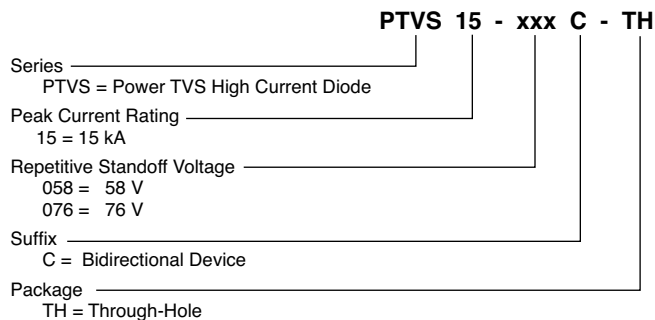 PTVS 15 - xxx C - TH
Series
PTVS = Power TVS High Current Diode
Peak Current Rating
15 = 15 kA
Repetitive Standoff Voltage
058 = 58 V
076 = 76 V
Suffix
C = Bidirectional Device
Package
TH = Through-Hole